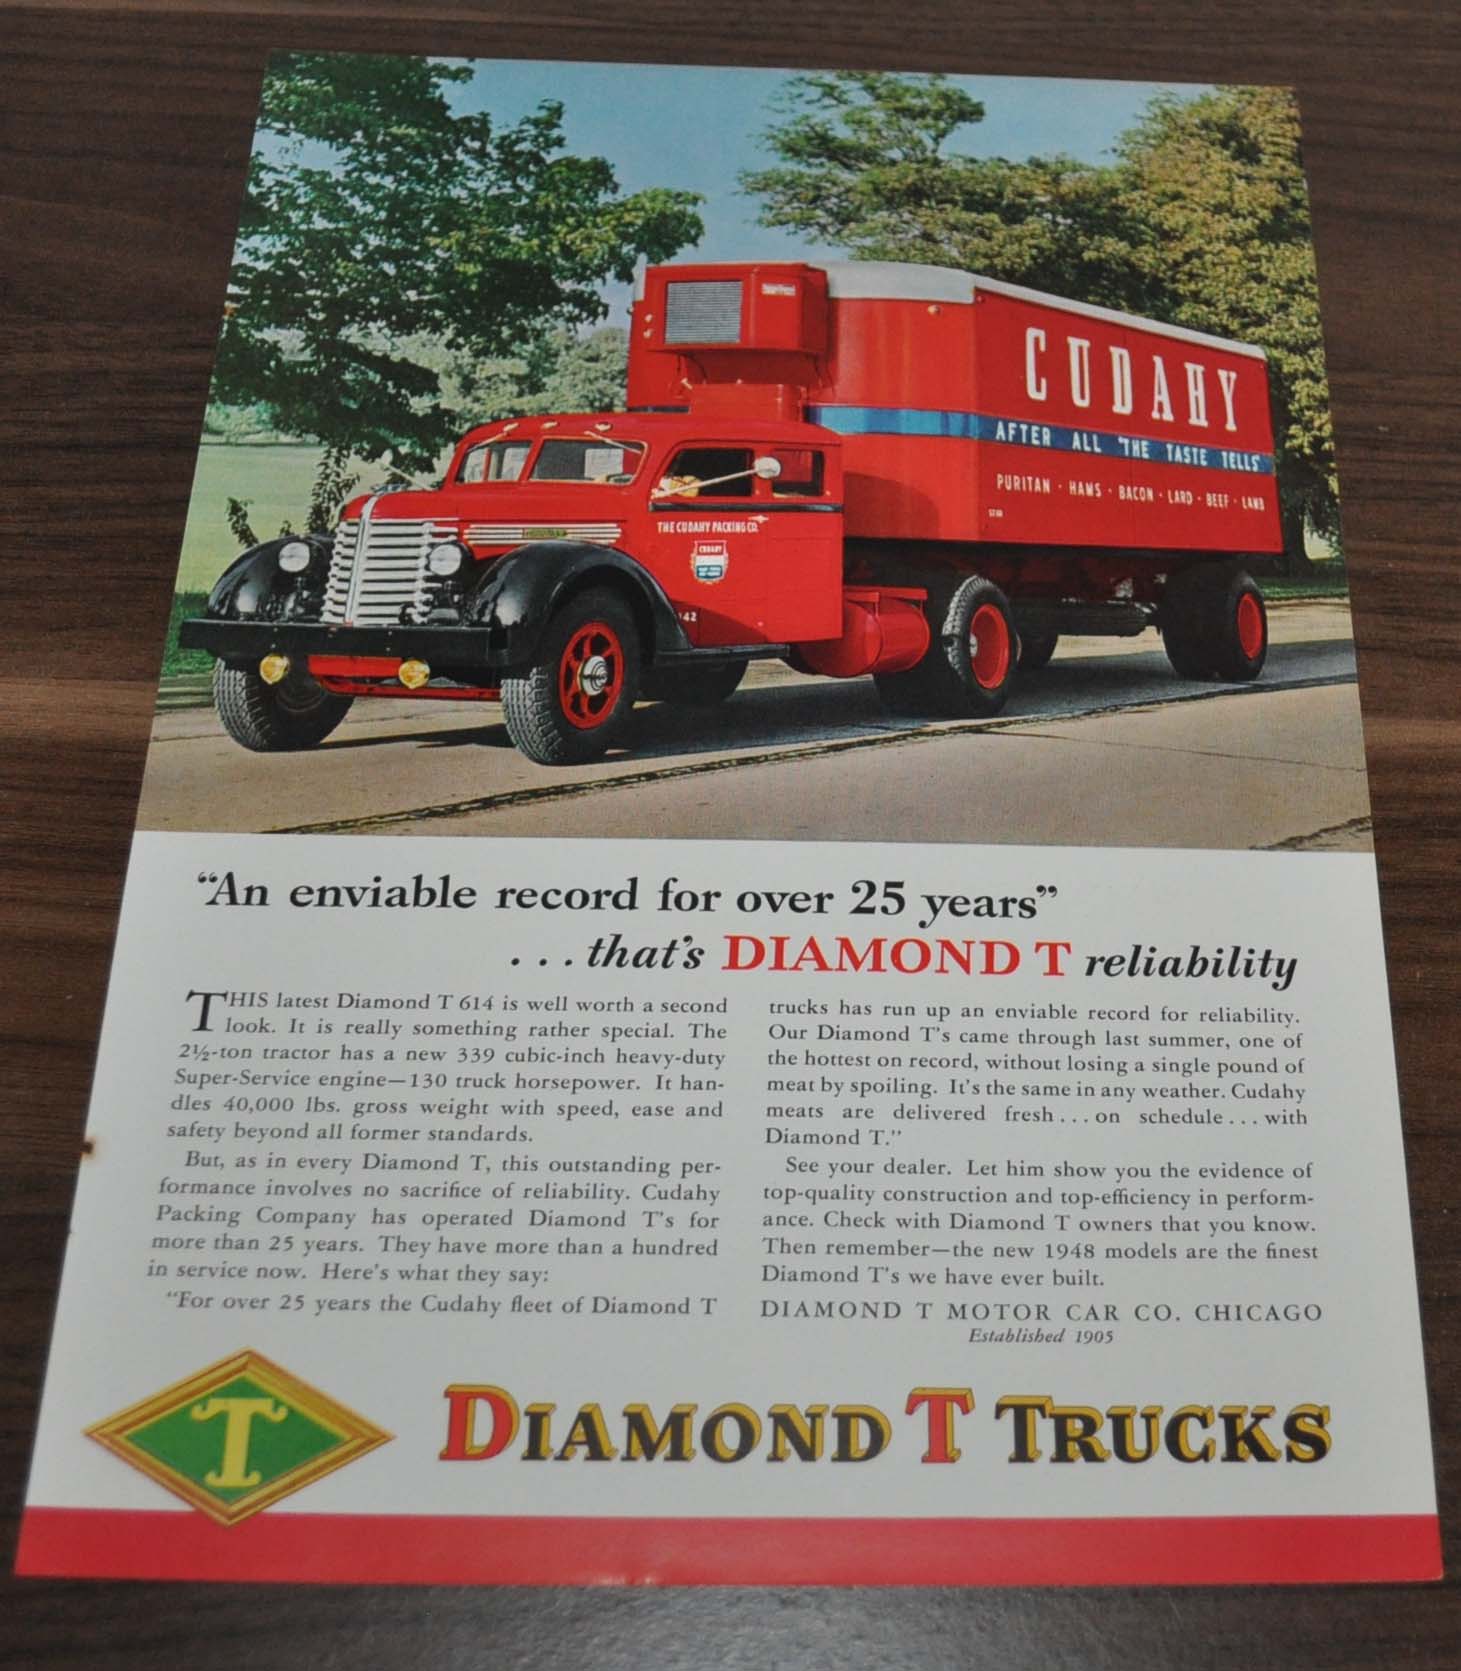 CUDAHY
AFTER ALL "THE TASTE TELLS"
PURITAN · HAMS · BACON · LARD · BEEF · LAMB
THE CUDAHY PACKING CO.
CUDAHY
142
"An enviable record for over 25 years"
. . . that's DIAMOND T reliability
THIS latest Diamond T 614 is well worth a second
look. It is really something rather special. The
2½-ton tractor has a new 339 cubic-inch heavy-duty
Super-Service engine—130 truck horsepower. It han-
dles 40,000 lbs. gross weight with speed, ease and
safety beyond all former standards.
But, as in every Diamond T, this outstanding per-
formance involves no sacrifice of reliability. Cudahy
Packing Company has operated Diamond T's for
more than 25 years. They have more than a hundred
in service now. Here's what they say:
"For over 25 years the Cudahy fleet of Diamond T
trucks has run up an enviable record for reliability.
Our Diamond T's came through last summer, one of
the hottest on record, without losing a single pound of
meat by spoiling. It's the same in any weather. Cudahy
meats are delivered fresh . . . on schedule . . . with
Diamond T."
See your dealer. Let him show you the evidence of
top-quality construction and top-efficiency in perform-
ance. Check with Diamond T owners that you know.
Then remember—the new 1948 models are the finest
Diamond T's we have ever built.
DIAMOND T MOTOR CAR CO. CHICAGO
Established 1905
T
DIAMOND T TRUCKS